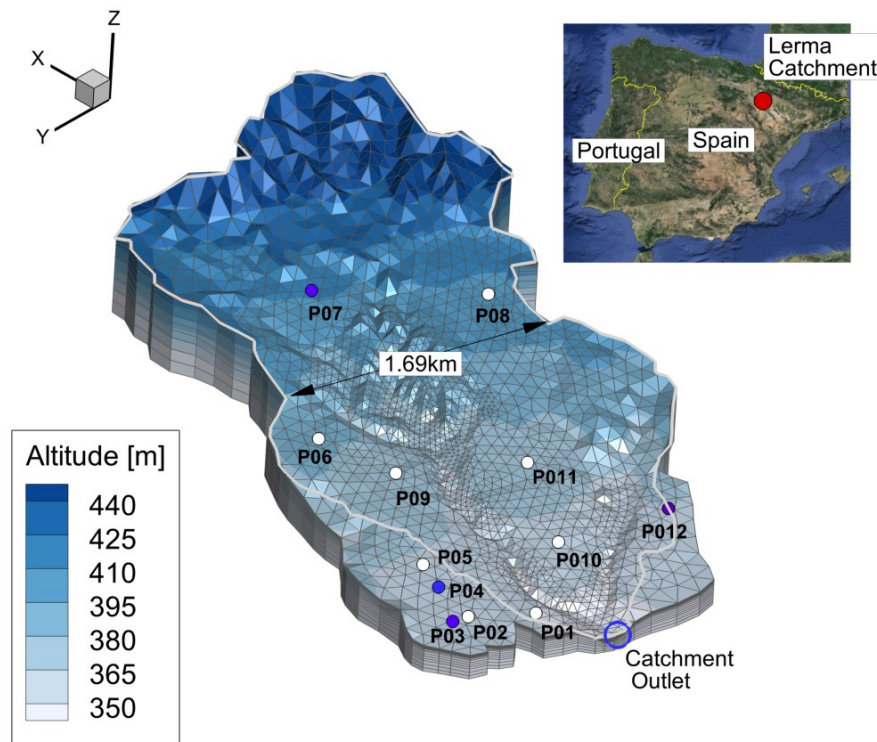 Z
X
Y
Lerma
Catchment
Spain
Portugal
P07
P08
1.69km
P06
P09
P011
P012
P010
P05
P04
P03
P02
P01
Catchment
Outlet
Altitude [m]
440
425
410
395
380
365
350